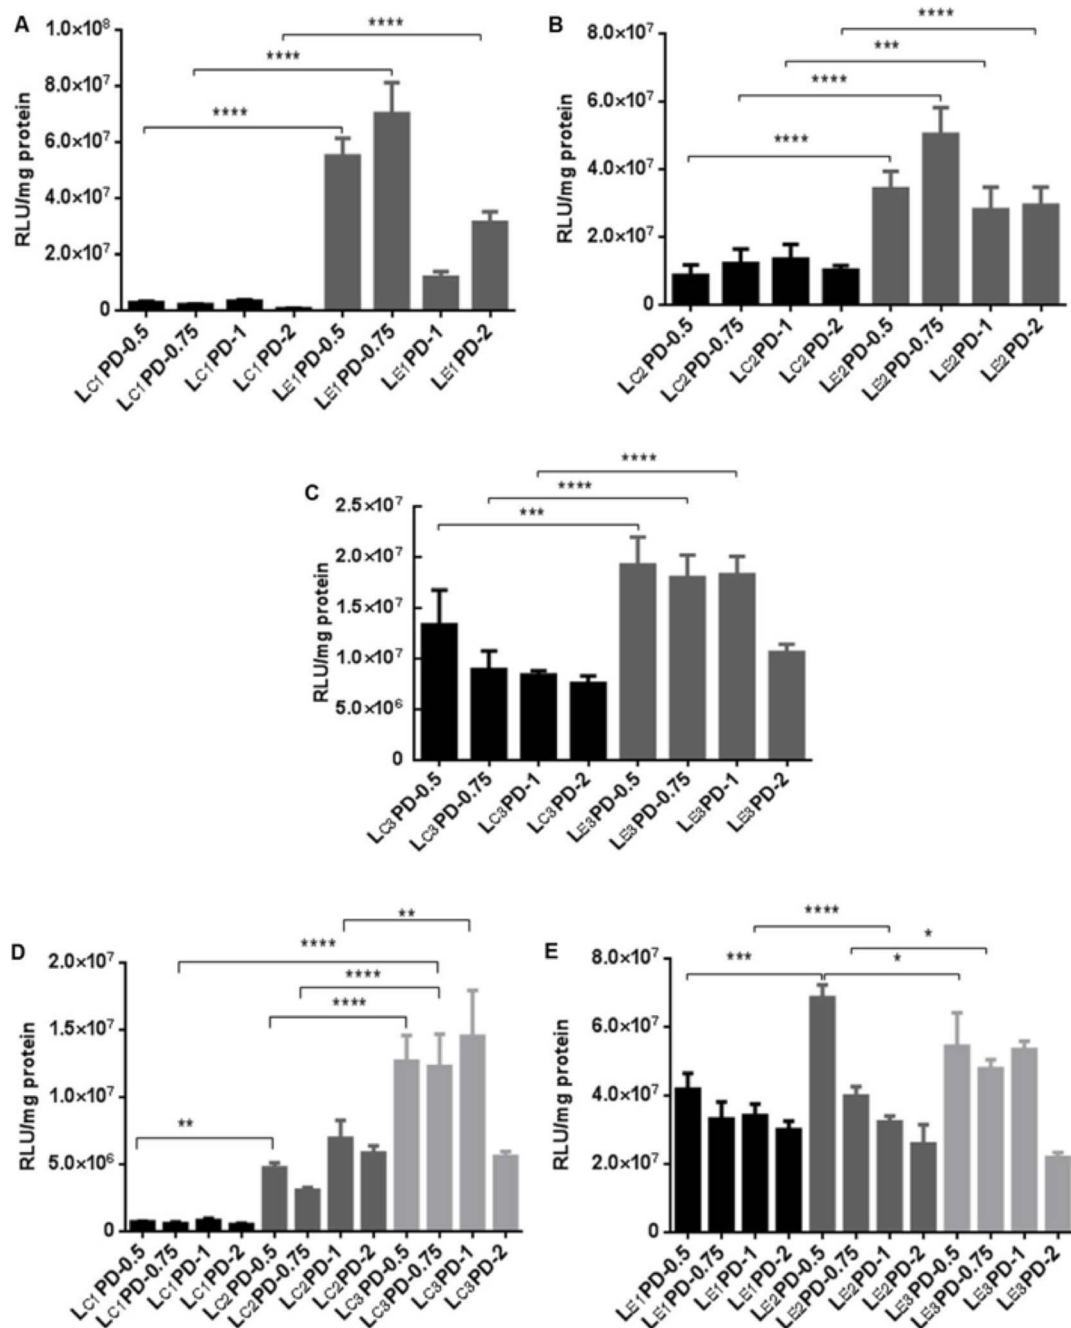 A
RLU/mg protein
1.0×10⁸
8.0×10⁷
6.0×10⁷
4.0×10⁷
2.0×10⁷
0
****
****
****
LC1PD-0.5
LC1PD-0.75
LC1PD-1
LC1PD-2
LE1PD-0.5
LE1PD-0.75
LE1PD-1
LE1PD-2
B
RLU/mg protein
8.0×10⁷
6.0×10⁷
4.0×10⁷
2.0×10⁷
0
****
***
****
****
LC2PD-0.5
LC2PD-0.75
LC2PD-1
LC2PD-2
LE2PD-0.5
LE2PD-0.75
LE2PD-1
LE2PD-2
C
RLU/mg protein
2.5×10⁷
2.0×10⁷
1.5×10⁷
1.0×10⁷
5.0×10⁶
0
****
****
***
LC3PD-0.5
LC3PD-0.75
LC3PD-1
LC3PD-2
LE3PD-0.5
LE3PD-0.75
LE3PD-1
LE3PD-2
D
RLU/mg protein
2.0×10⁷
1.5×10⁷
1.0×10⁷
5.0×10⁶
0
**
****
****
****
**
LC1PD-0.5
LC1PD-0.75
LC1PD-1
LC1PD-2
LC2PD-0.5
LC2PD-0.75
LC2PD-1
LC2PD-2
LC3PD-0.5
LC3PD-0.75
LC3PD-1
LC3PD-2
E
RLU/mg protein
8.0×10⁷
6.0×10⁷
4.0×10⁷
2.0×10⁷
0
****
*
***
*
LE1PD-0.5
LE1PD-0.75
LE1PD-1
LE1PD-2
LE2PD-0.5
LE2PD-0.75
LE2PD-1
LE2PD-2
LE3PD-0.5
LE3PD-0.75
LE3PD-1
LE3PD-2